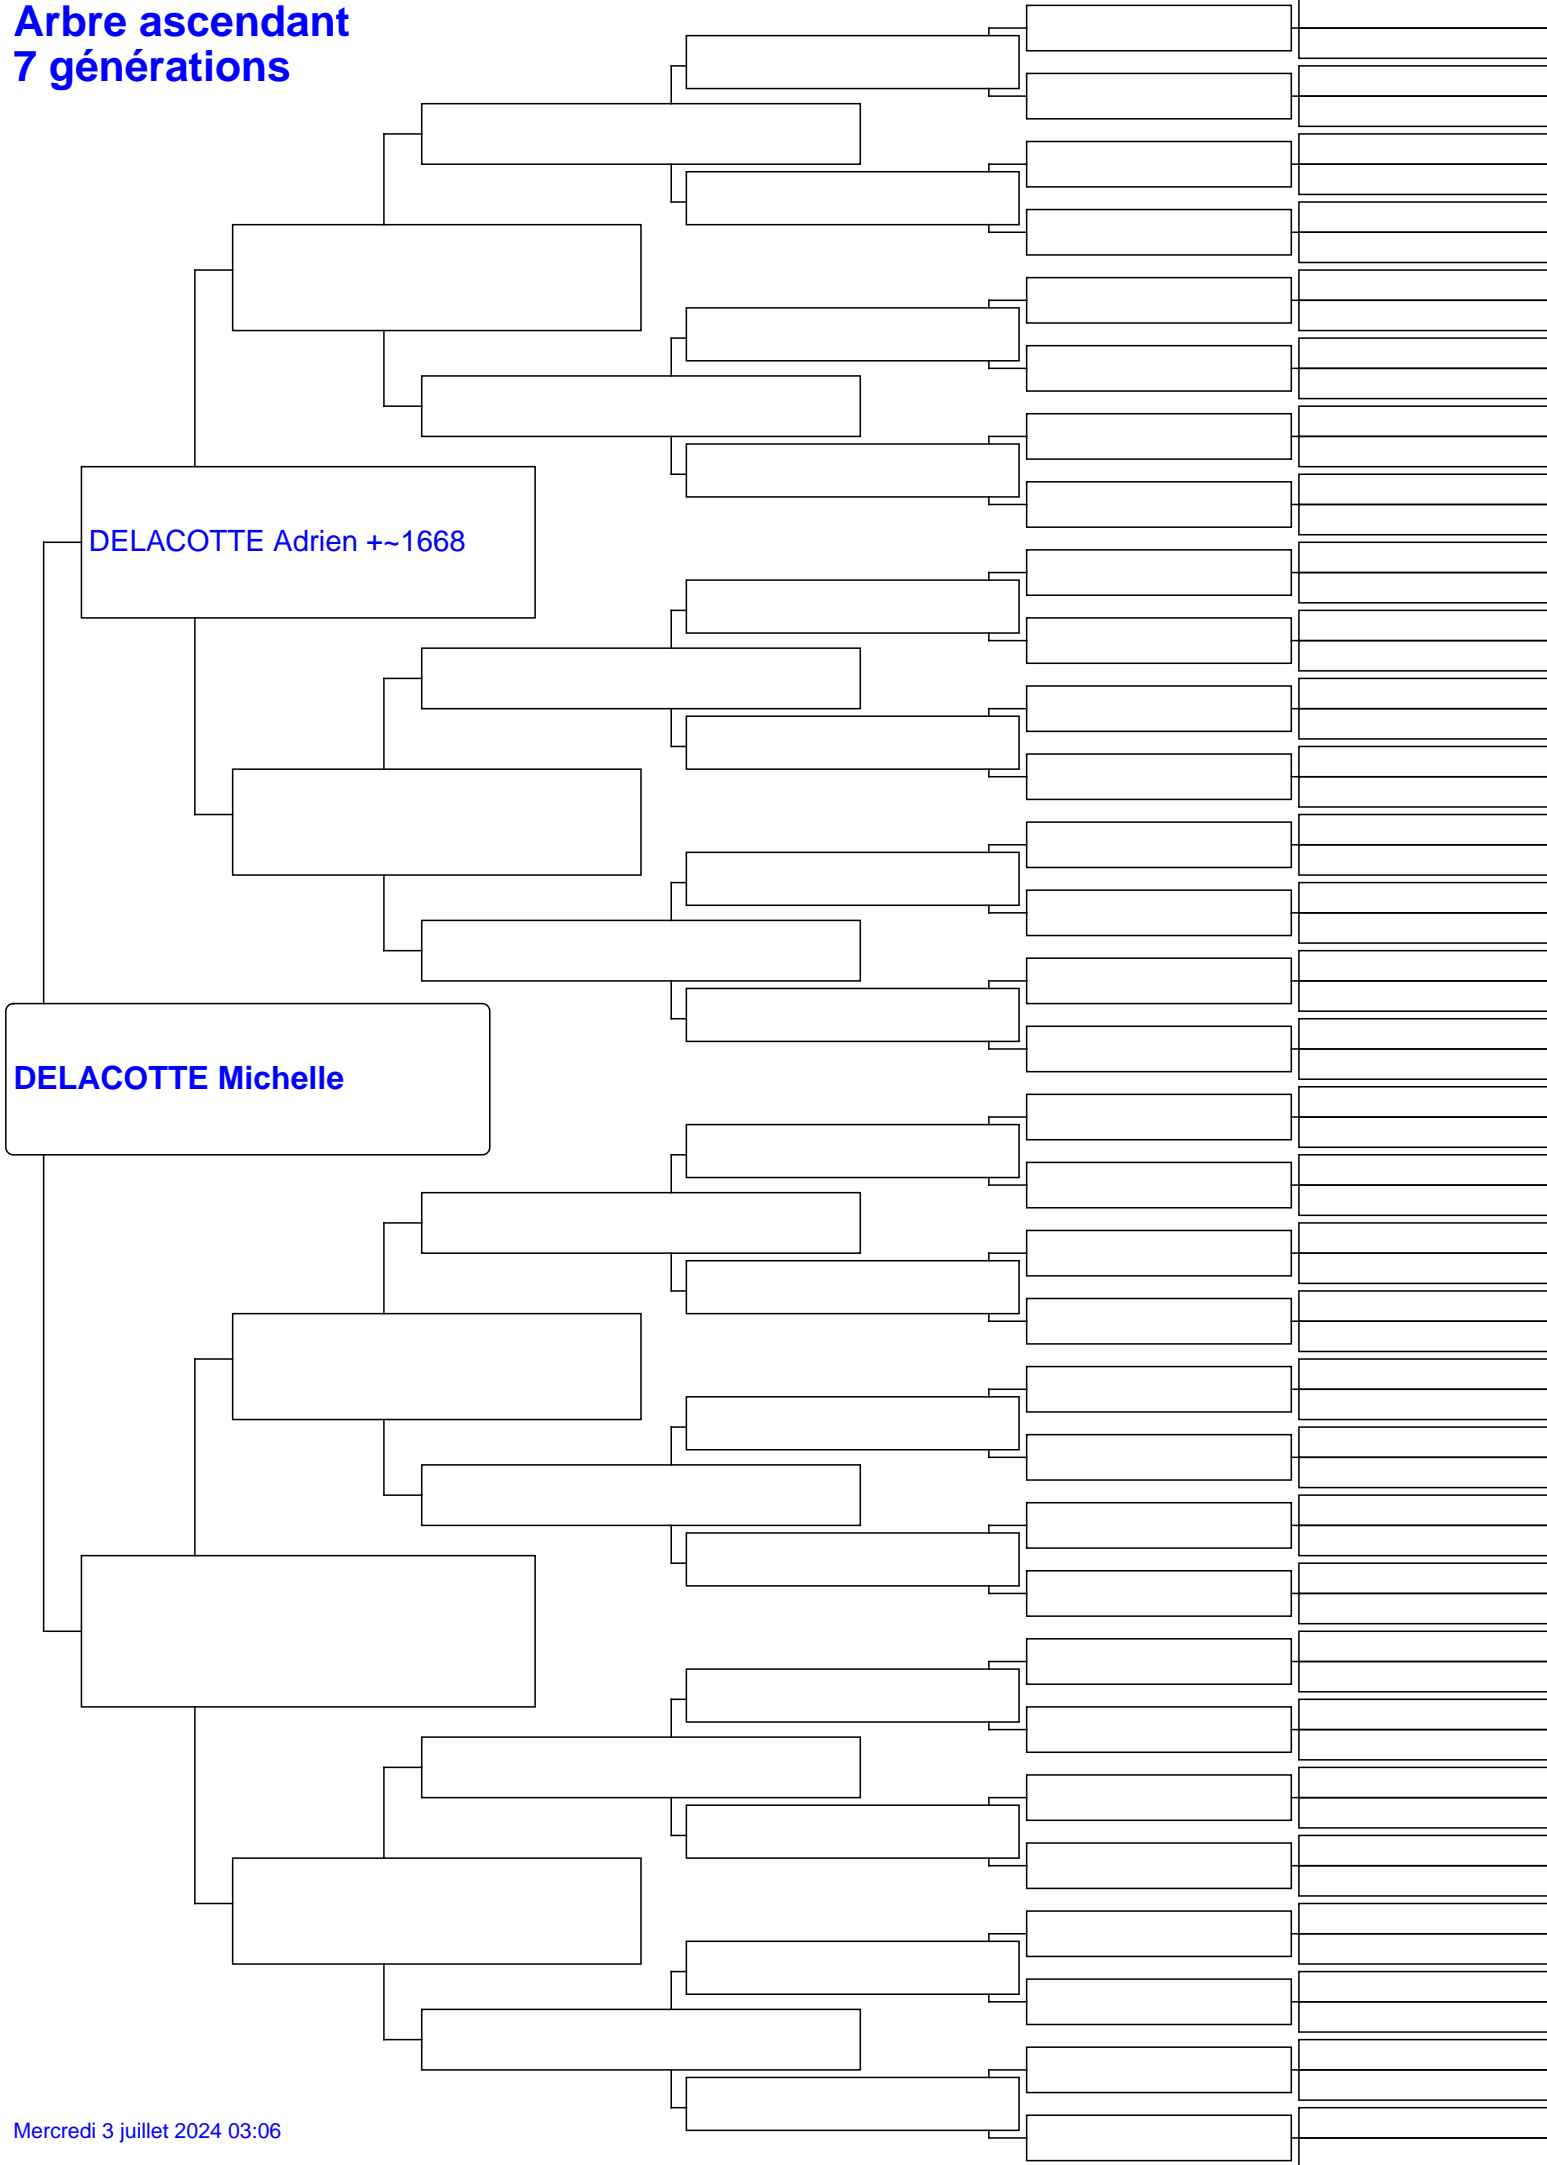 Arbre ascendant
7 générations
DELACOTTE Adrien +~1668
DELACOTTE Michelle
Mercredi 3 juillet 2024 03:06